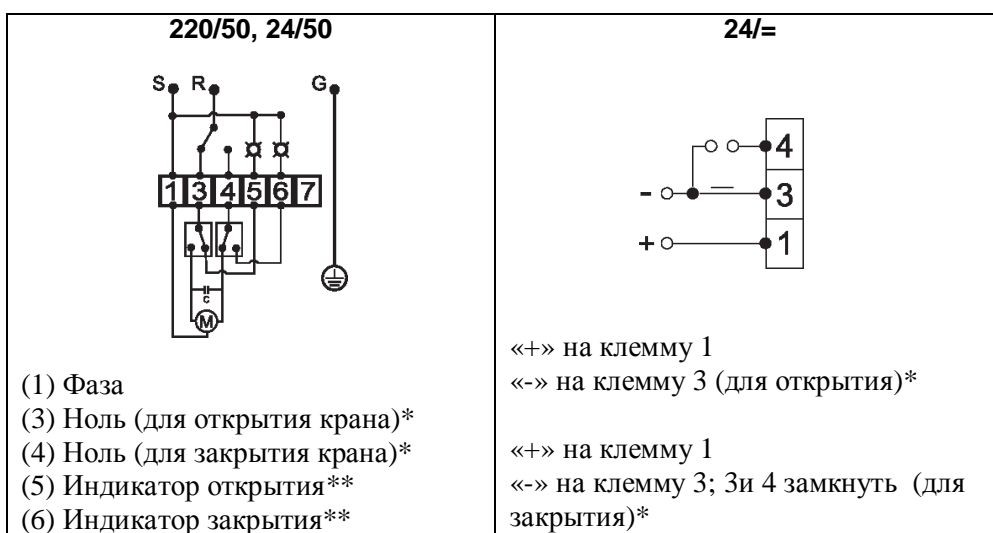 220/50, 24/50
S R G
1 3 4 5 6 7
C
M
(1) Фаза
(3) Ноль (для открытия крана)*
(4) Ноль (для закрытия крана)*
(5) Индикатор открытия**
(6) Индикатор закрытия**
24/=
4
- 3
+ 1
«+» на клемму 1
«-» на клемму 3 (для открытия)*
«+» на клемму 1
«-» на клемму 3; 3и 4 замкнуть (для
закрытия)*